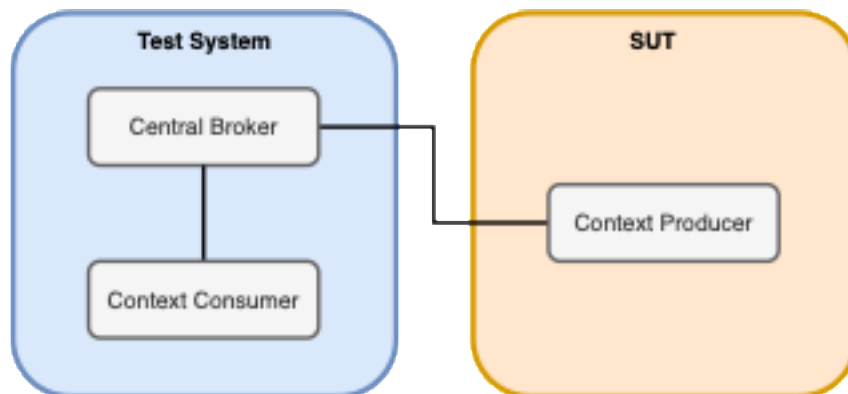 Test System
Central Broker
Context Consumer
SUT
Context Producer